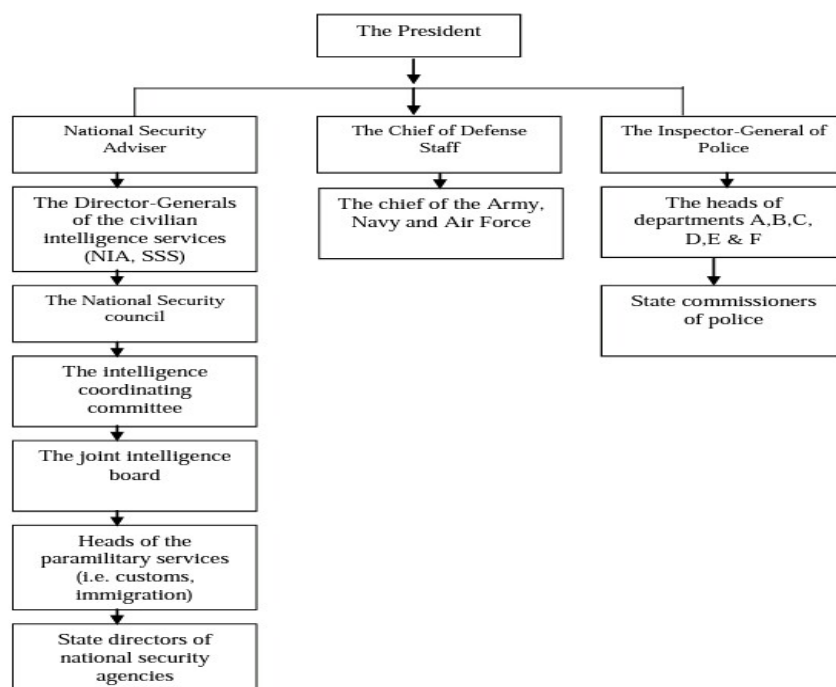 The President
National Security
Adviser
The Director-Generals
of the civilian
intelligence services
(NIA, SSS)
The National Security
council
The intelligence
coordinating
committee
The joint intelligence
board
Heads of the
paramilitary services
(i.e. customs,
immigration)
State directors of
national security
agencies
The Chief of Defense
Staff
The chief of the Army,
Navy and Air Force
The Inspector-General of
Police
The heads of
departments A,B,C,
D,E & F
State commissioners
of police